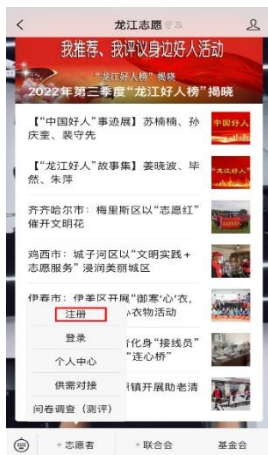 龙江志愿
我推荐、我评议身边好人活动
“龙江好人榜”揭晓
2022年第三季度“龙江好人榜”揭晓
【“中国好人”事迹展】苏楠楠、孙
庆奎、裴守先
中国好人
【“龙江好人”故事集】姜晓波、毕
然、朱萍
“龙江好人”
齐齐哈尔市：梅里斯区以“志愿红”
催开文明花
鸡西市：城子河区以“文明实践+
志愿服务”浸润美丽城区
伊春市：伊美区开展“御寒‘心’衣，
衣物活动
注册
登录
化身“接线员”
“连心桥”
个人中心
供需对接
镇开展助老清
问卷调查（测评）
志愿者
联合会
基金会